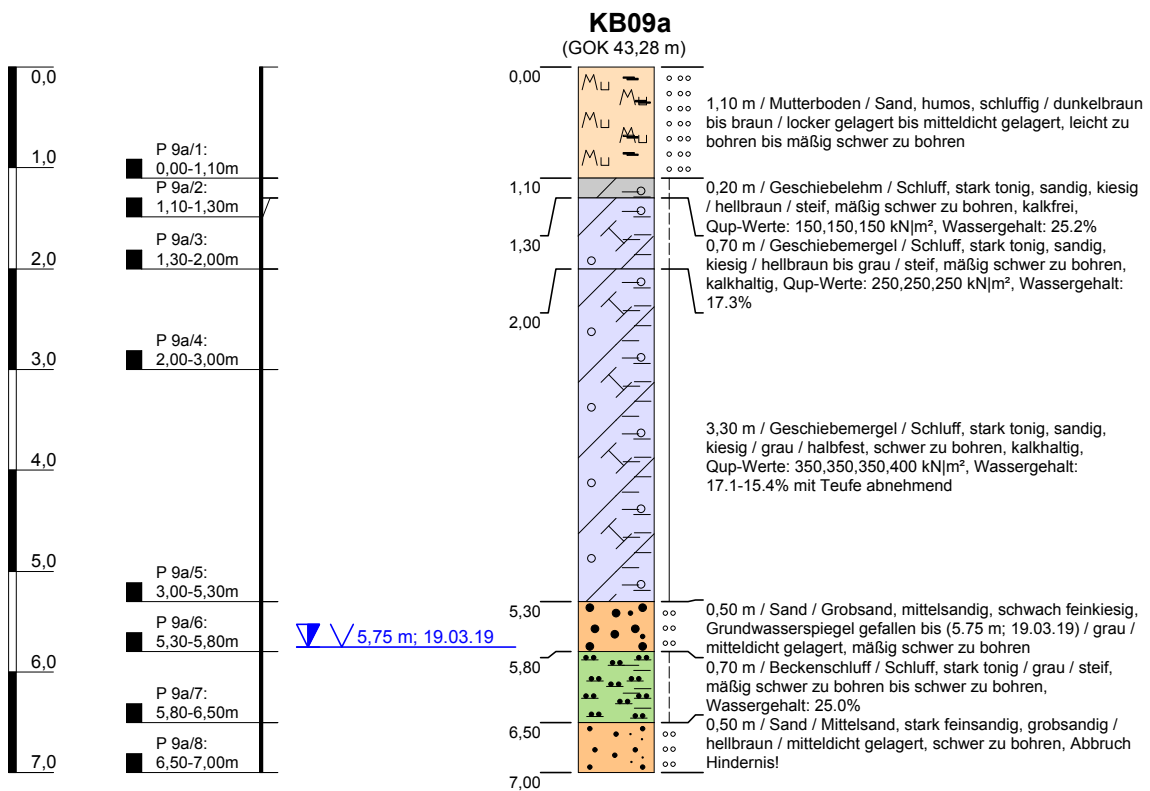 KB09a
(GOK 43,28 m)
0,0
1,0
2,0
3,0
4,0
5,0
6,0
7,0
P 9a/1:
0,00-1,10m
P 9a/2:
1,10-1,30m
P 9a/3:
1,30-2,00m
P 9a/4:
2,00-3,00m
P 9a/5:
3,00-5,30m
P 9a/6:
5,30-5,80m
P 9a/7:
5,80-6,50m
P 9a/8:
6,50-7,00m
5,75 m; 19.03.19
0,00
1,10
1,30
2,00
5,30
5,80
6,50
7,00
1,10 m / Mutterboden / Sand, humos, schluffig / dunkelbraun
bis braun / locker gelagert bis mitteldicht gelagert, leicht zu
bohren bis mäßig schwer zu bohren
0,20 m / Geschiebelehm / Schluff, stark tonig, sandig, kiesig
/ hellbraun / steif, mäßig schwer zu bohren, kalkfrei,
Qup-Werte: 150,150,150 kN|m², Wassergehalt: 25.2%
0,70 m / Geschiebemergel / Schluff, stark tonig, sandig,
kiesig / hellbraun bis grau / steif, mäßig schwer zu bohren,
kalkhaltig, Qup-Werte: 250,250,250 kN|m², Wassergehalt:
17.3%
3,30 m / Geschiebemergel / Schluff, stark tonig, sandig,
kiesig / grau / halbfest, schwer zu bohren, kalkhaltig,
Qup-Werte: 350,350,350,400 kN|m², Wassergehalt:
17.1-15.4% mit Teufe abnehmend
0,50 m / Sand / Grobsand, mittelsandig, schwach feinkiesig,
Grundwasserspiegel gefallen bis (5.75 m; 19.03.19) / grau /
mitteldicht gelagert, mäßig schwer zu bohren
0,70 m / Beckenschluff / Schluff, stark tonig / grau / steif,
mäßig schwer zu bohren bis schwer zu bohren,
Wassergehalt: 25.0%
0,50 m / Sand / Mittelsand, stark feinsandig, grobsandig /
hellbraun / mitteldicht gelagert, schwer zu bohren, Abbruch
Hindernis!